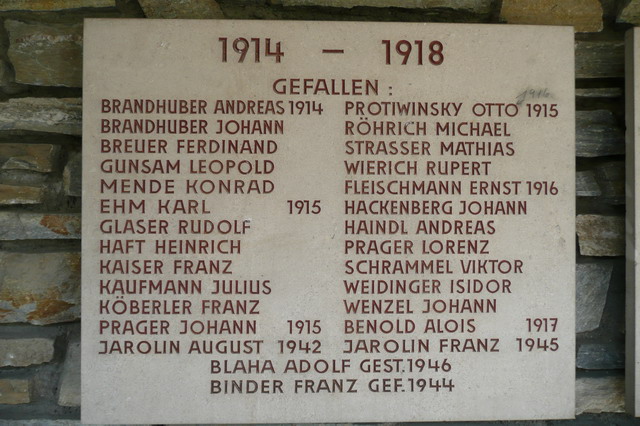 1914 – 1918
GEFALLEN :
BRANDHUBER ANDREAS 1914
BRANDHUBER JOHANN
BREUER FERDINAND
GUNSAM LEOPOLD
MENDE KONRAD
EHM KARL 1915
GLASER RUDOLF
HAFT HEINRICH
KAISER FRANZ
KAUFMANN JULIUS
KÖBERLER FRANZ
PRAGER JOHANN 1915
JAROLIN AUGUST 1942
1914
PROTIWINSKY OTTO 1915
RÖHRICH MICHAEL
STRASSER MATHIAS
WIERICH RUPERT
FLEISCHMANN ERNST 1916
HACKENBERG JOHANN
HAINDL ANDREAS
PRAGER LORENZ
SCHRAMMEL VIKTOR
WEIDINGER ISIDOR
WENZEL JOHANN
BENOLD ALOIS 1917
JAROLIN FRANZ 1945
BLAHA ADOLF GEST. 1946
BINDER FRANZ GEF. 1944